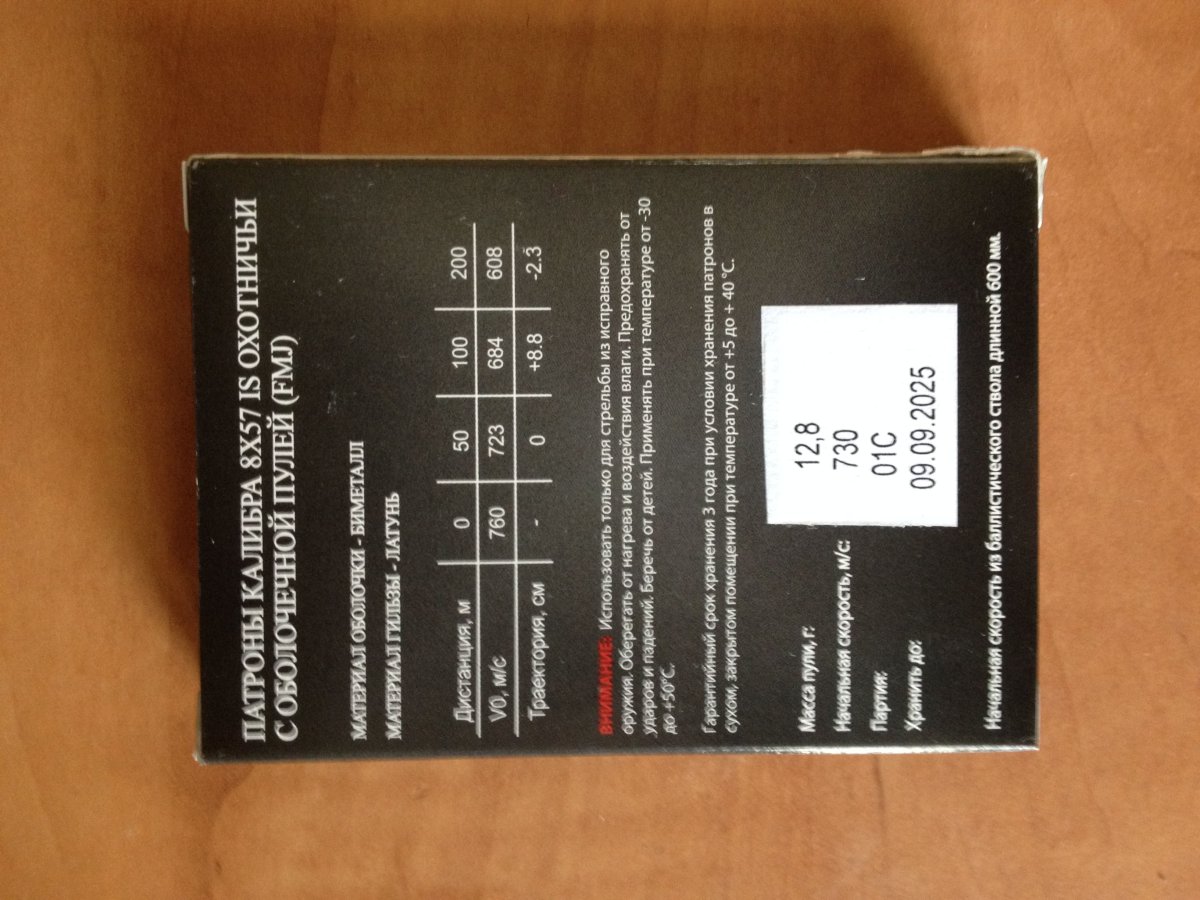 ПАТРОНЫ КАЛИБРА 8X57 IS ОХОТНИЧЬИ
С ОБОЛОЧЕЧНОЙ ПУЛЕЙ (FMJ)
МАТЕРИАЛ ОБОЛОЧКИ - БИМЕТАЛЛ
МАТЕРИАЛ ГИЛЬЗЫ - ЛАТУНЬ
Дистанция, м 0 50 100 200
V0, м/с 760 723 684 608
Траектория, см - 0 +8.8 -2.3
ВНИМАНИЕ: Использовать только для стрельбы из исправного
оружия. Оберегать от нагрева и воздействия влаги. Предохранять от
ударов и падений. Беречь от детей. Применять при температуре от -30
до +50°С.
Гарантийный срок хранения 3 года при условии хранения патронов в
сухом, закрытом помещении при температуре от +5 до + 40 °С.
Масса пули, г: 12,8
Начальная скорость, м/с: 730
Партия: 01С
Хранить до: 09.09.2025
Начальная скорость из баллистического ствола длинной 600 мм.